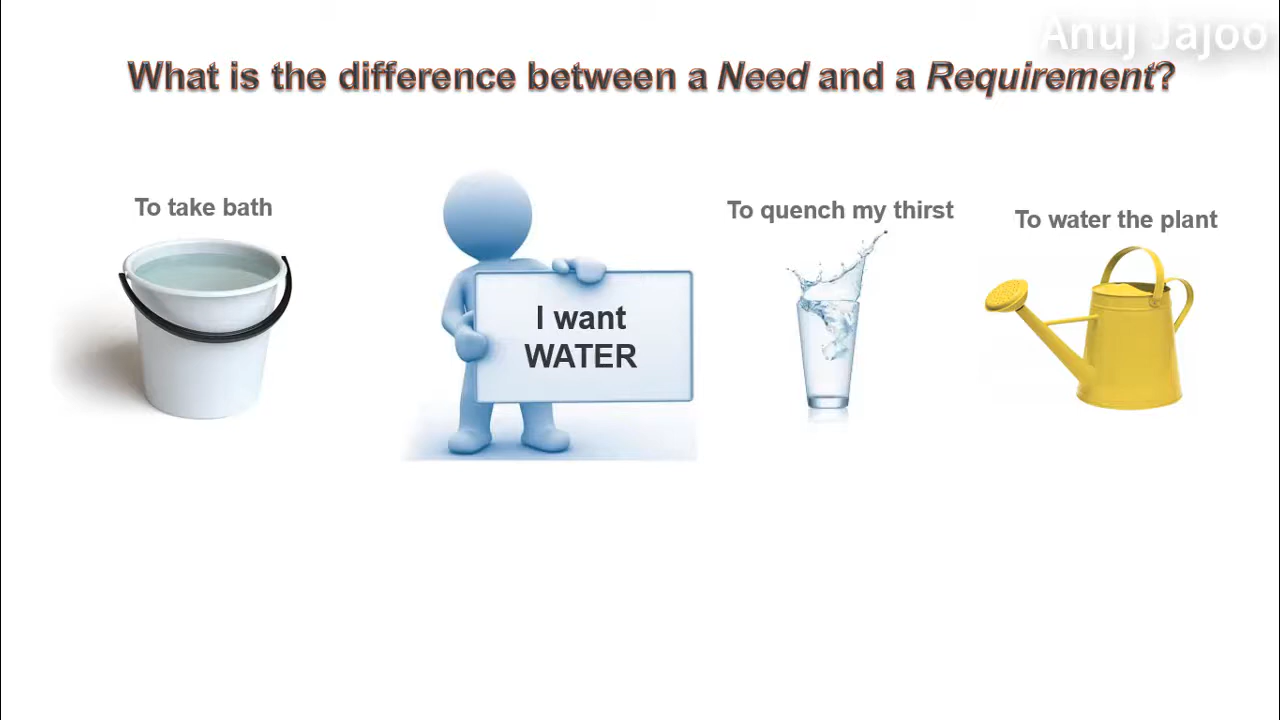 Anuj Jajoo
What is the difference between a Need and a Requirement?
To take bath
I want
WATER
To quench my thirst
To water the plant